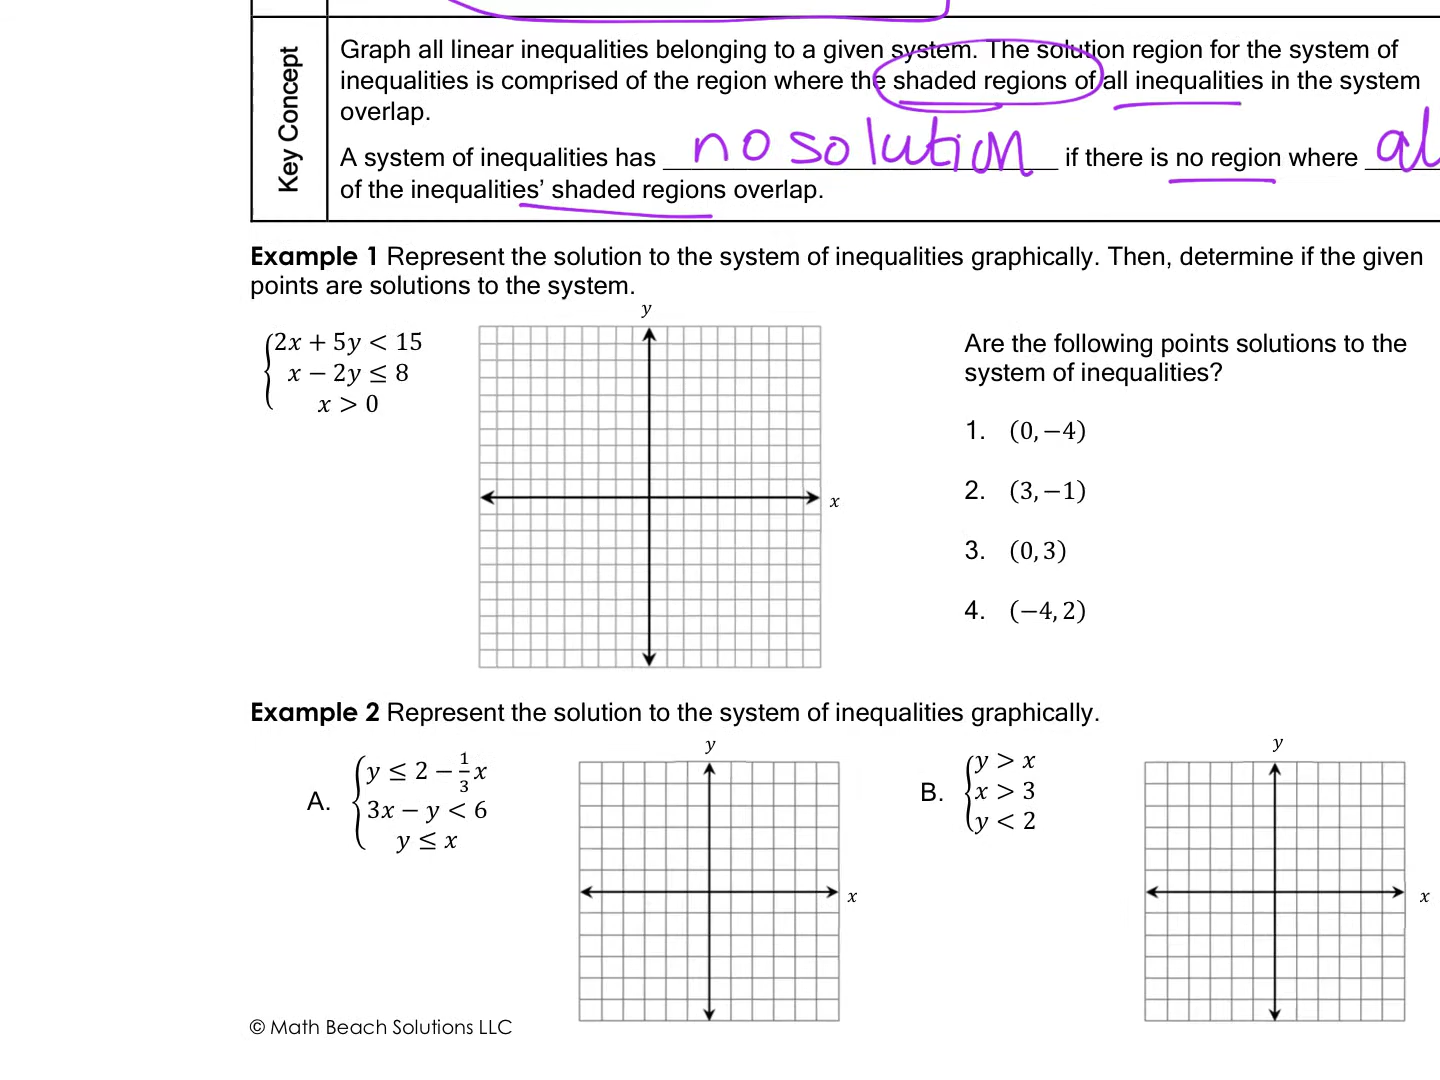 Key Concept
Graph all linear inequalities belonging to a given system. The solution region for the system of
inequalities is comprised of the region where the shaded regions of all inequalities in the system
overlap.
A system of inequalities has no solution if there is no region where al
of the inequalities’ shaded regions overlap.
Example 1 Represent the solution to the system of inequalities graphically. Then, determine if the given
points are solutions to the system.
2x + 5y < 15
x − 2y ≤ 8
x > 0
y
x
Are the following points solutions to the
system of inequalities?
1. (0, −4)
2. (3, −1)
3. (0, 3)
4. (−4, 2)
Example 2 Represent the solution to the system of inequalities graphically.
A.
y ≤ 2 − 1/3 x
3x − y < 6
y ≤ x
y
x
B.
y > x
x > 3
y < 2
y
x
© Math Beach Solutions LLC